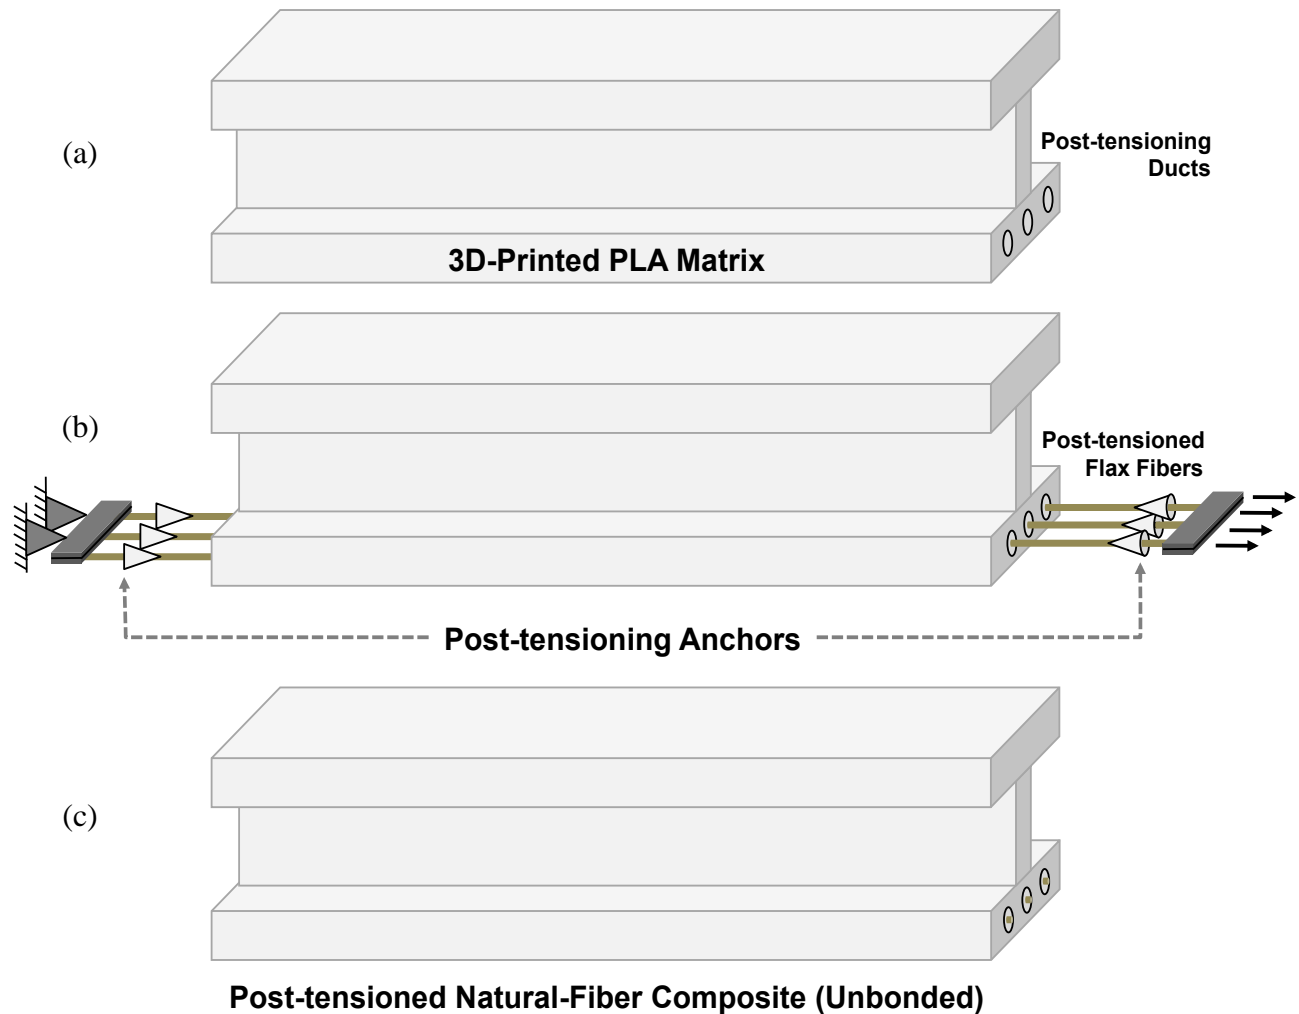 (a)
Post-tensioning
Ducts
3D-Printed PLA Matrix
(b)
Post-tensioned
Flax Fibers
Post-tensioning Anchors
(c)
Post-tensioned Natural-Fiber Composite (Unbonded)